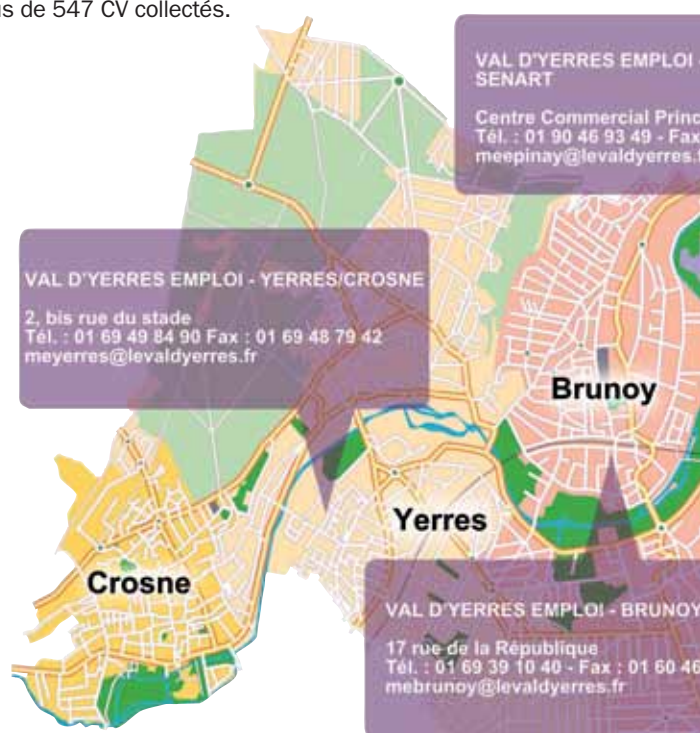 us de 547 CV collectés.
VAL D'YERRES EMPLOI -
SENART
Centre Commercial Princ
Tél. : 01 90 46 93 49 - Fax
meepinay@levaldyerres.f
VAL D'YERRES EMPLOI - YERRES/CROSNE
2, bis rue du stade
Tél. : 01 69 49 84 90 Fax : 01 69 48 79 42
meyerres@levaldyerres.fr
Brunoy
Yerres
Crosne
VAL D'YERRES EMPLOI - BRUNOY
17 rue de la République
Tél. : 01 69 39 10 40 - Fax : 01 60 46
mebrunoy@levaldyerres.fr